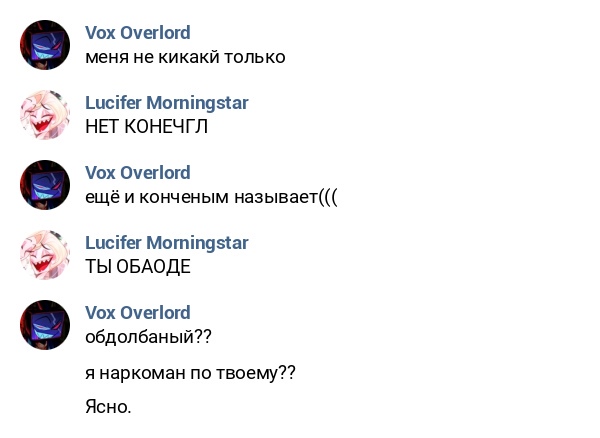 Vox Overlord
меня не кикакй только
Lucifer Morningstar
НЕТ КОНЕЧГЛ
Vox Overlord
ещё и конченым называет(((
Lucifer Morningstar
ТЫ ОБАОДЕ
Vox Overlord
обдолбаный??
я наркоман по твоему??
Ясно.